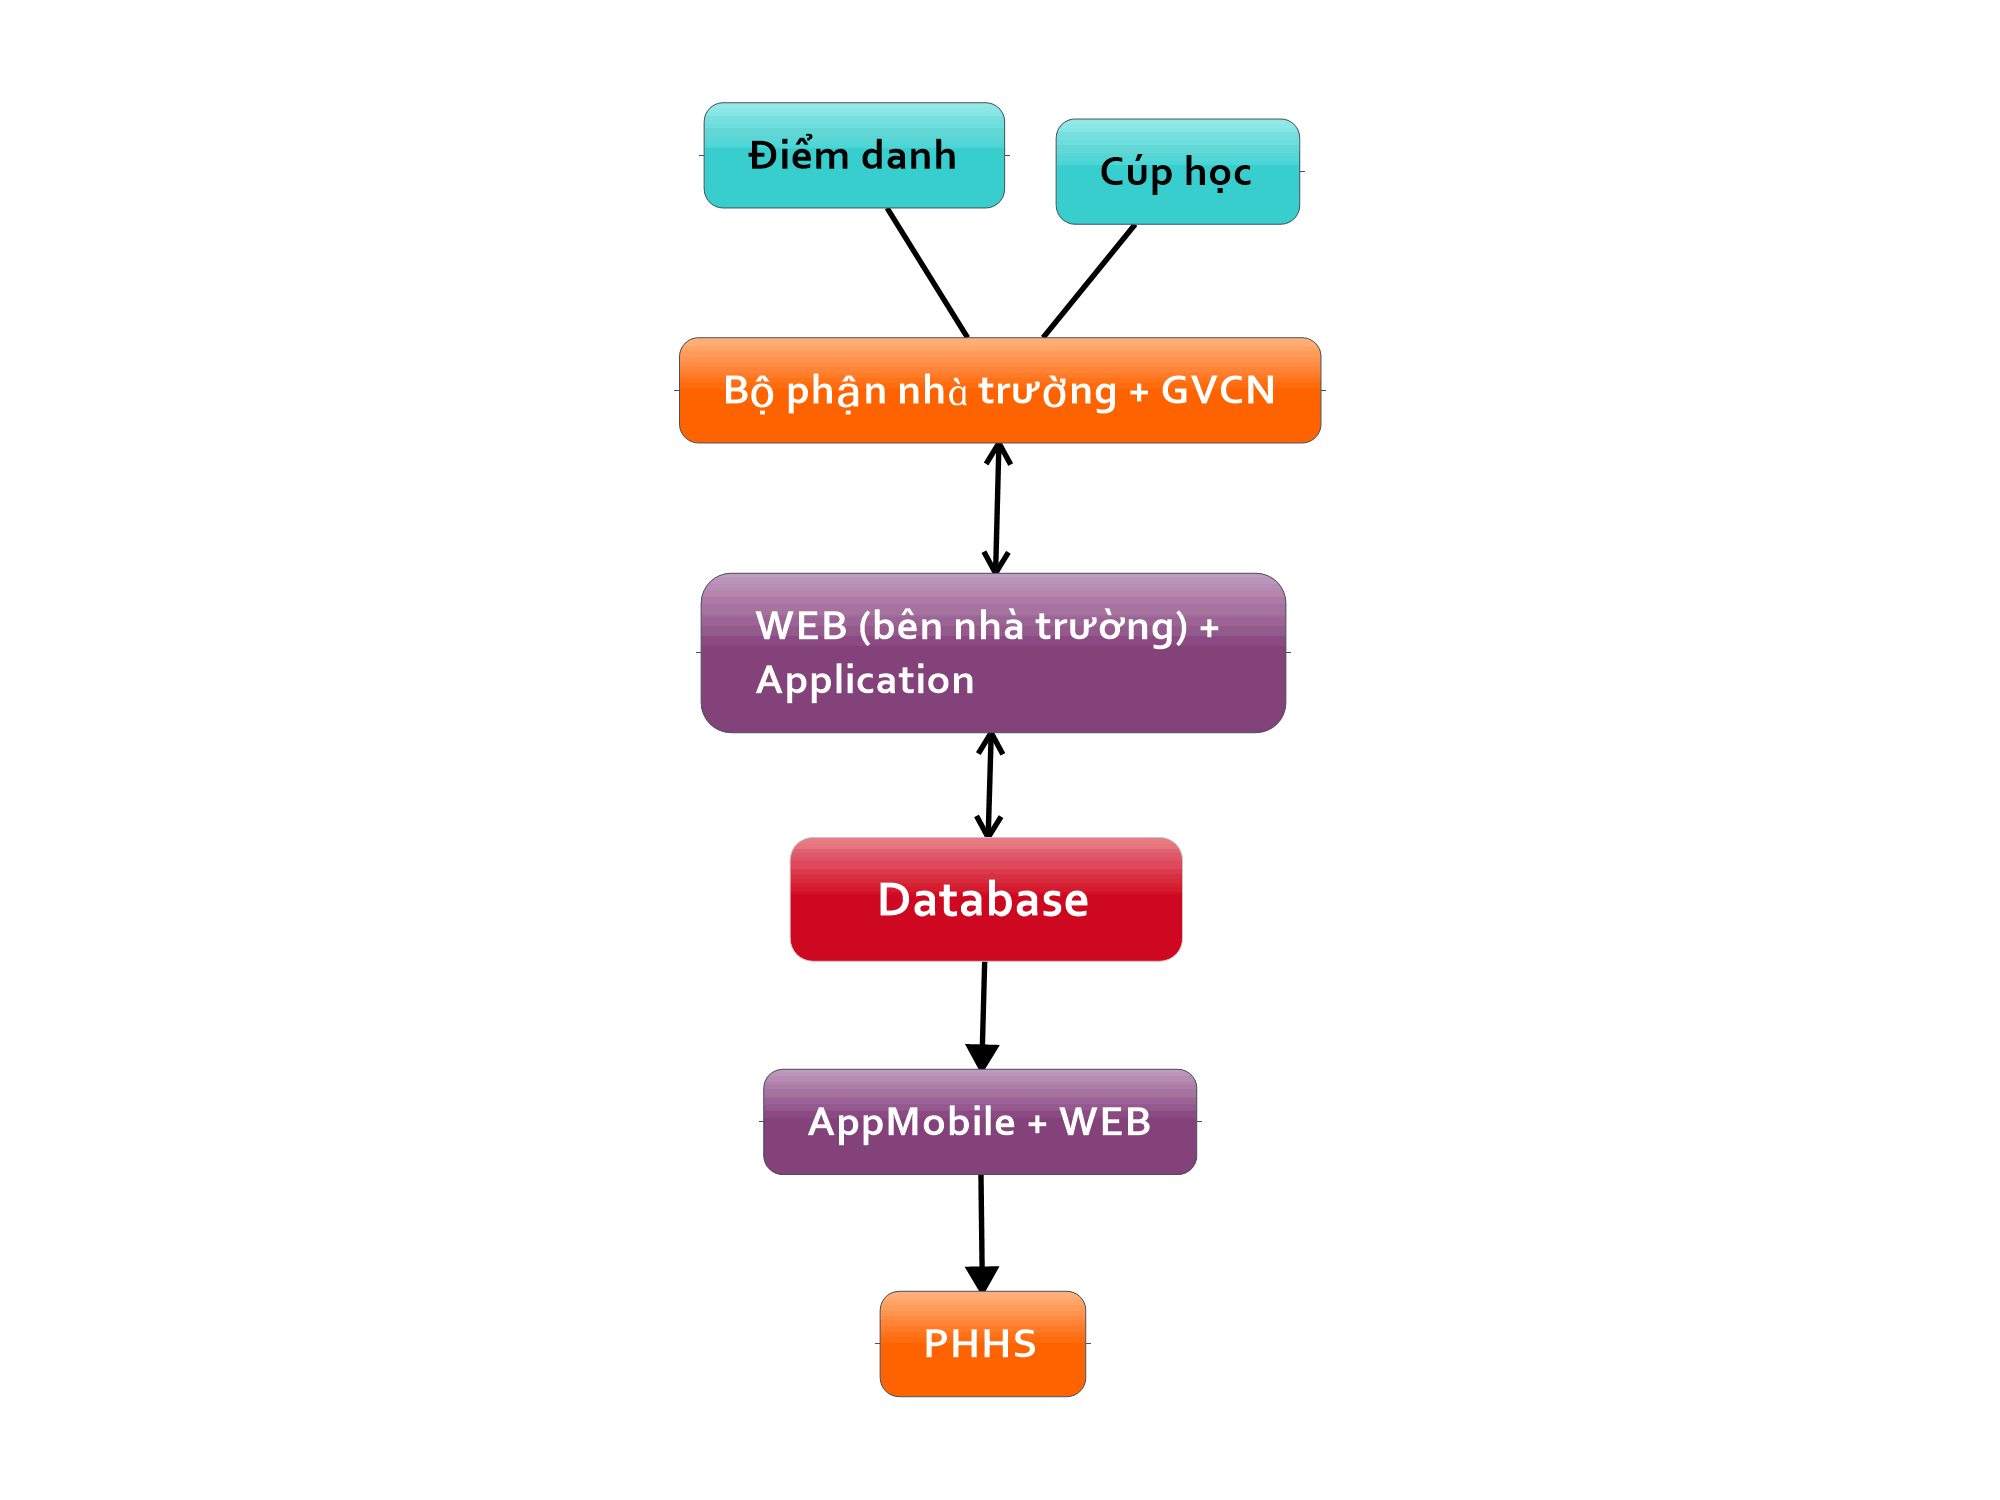 Điểm danh
Cúp học
Bộ phận nhà trường + GVCN
WEB (bên nhà trường) +
Application
Database
AppMobile + WEB
PHHS